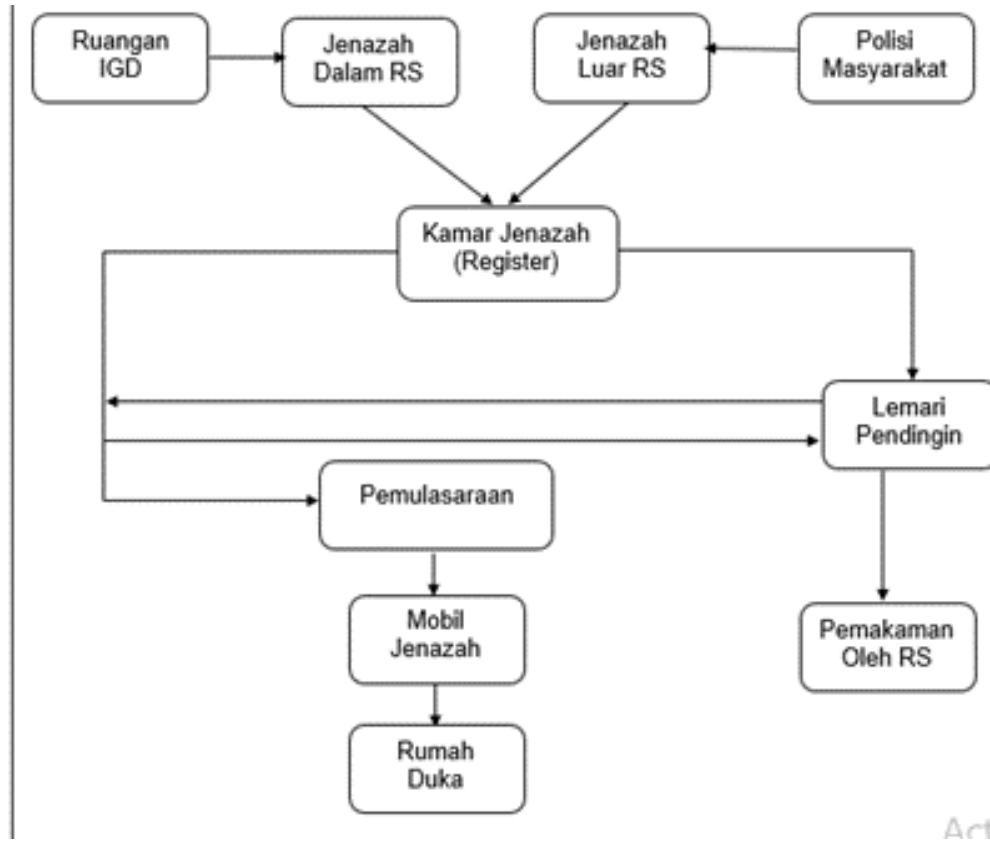 Ruangan
IGD
Jenazah
Dalam RS
Jenazah
Luar RS
Polisi
Masyarakat
Kamar Jenazah
(Register)
Lemari
Pendingin
Pemulasaraan
Mobil
Jenazah
Pemakaman
Oleh RS
Rumah
Duka
Act